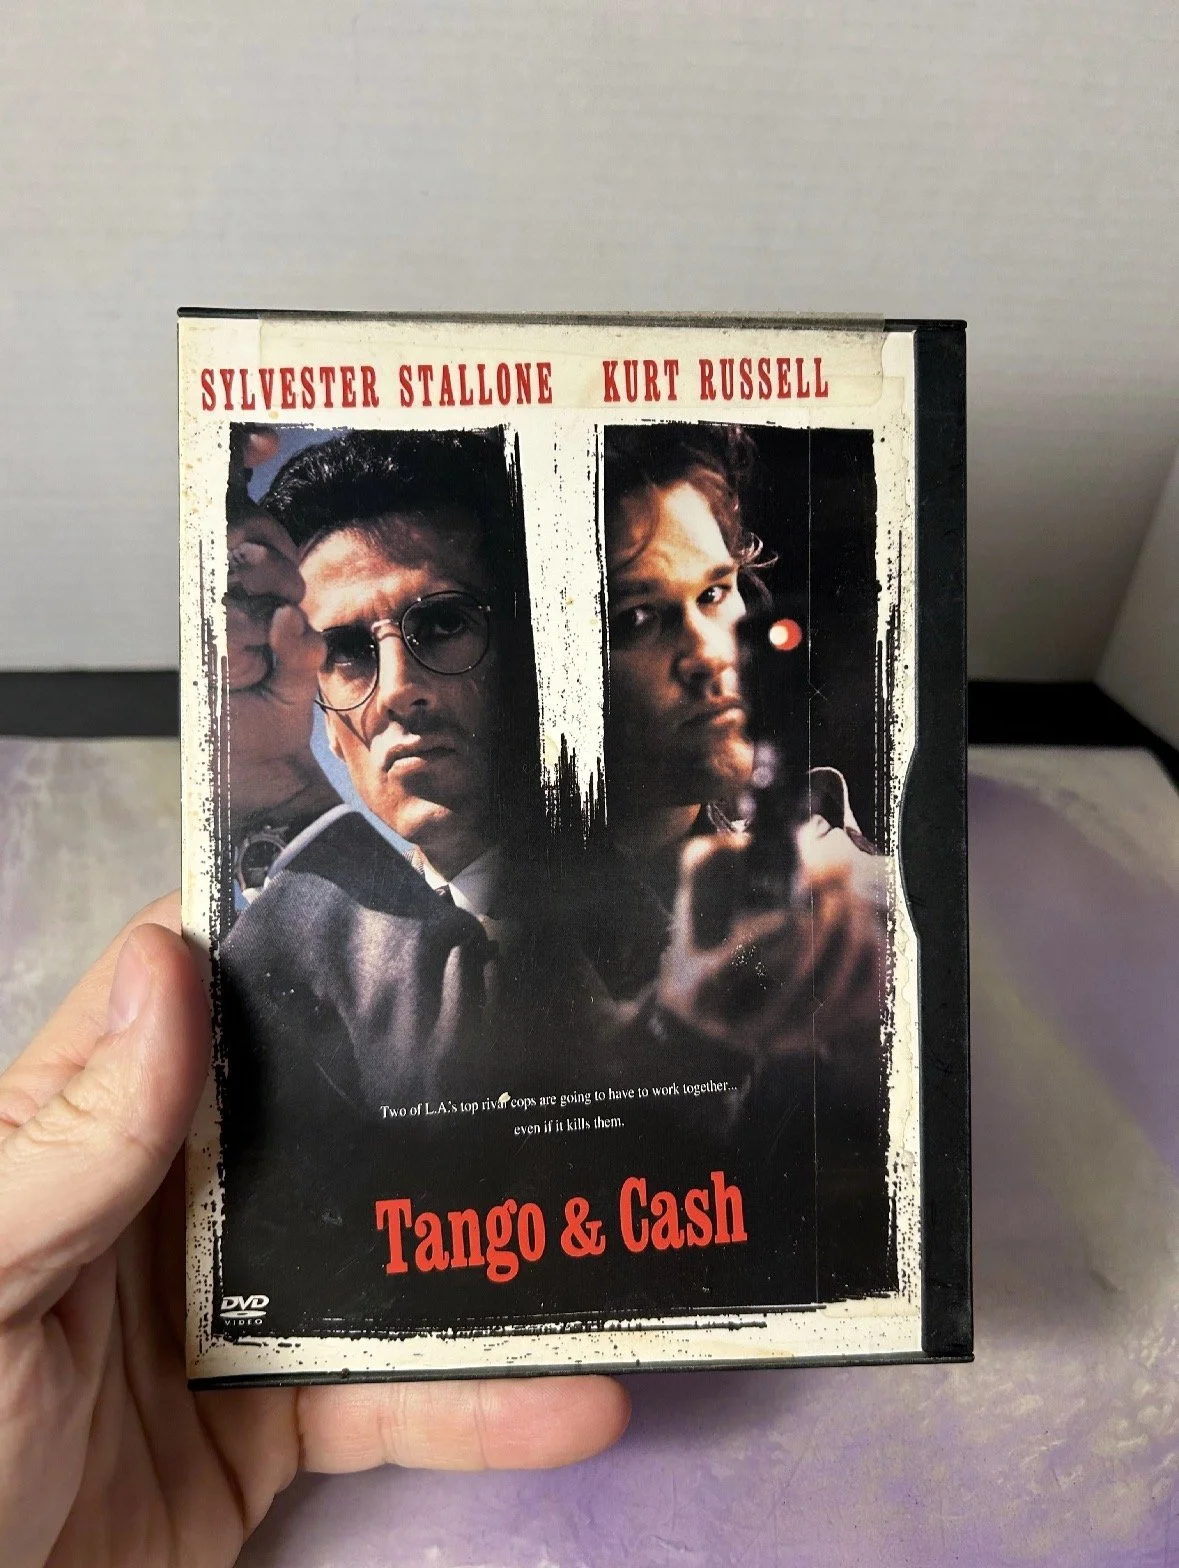 SYLVESTER STALLONE KURT RUSSELL
Two of L.A.'s top rival cops are going to have to work together...
even if it kills them.
Tango & Cash
DVD
VIDEO